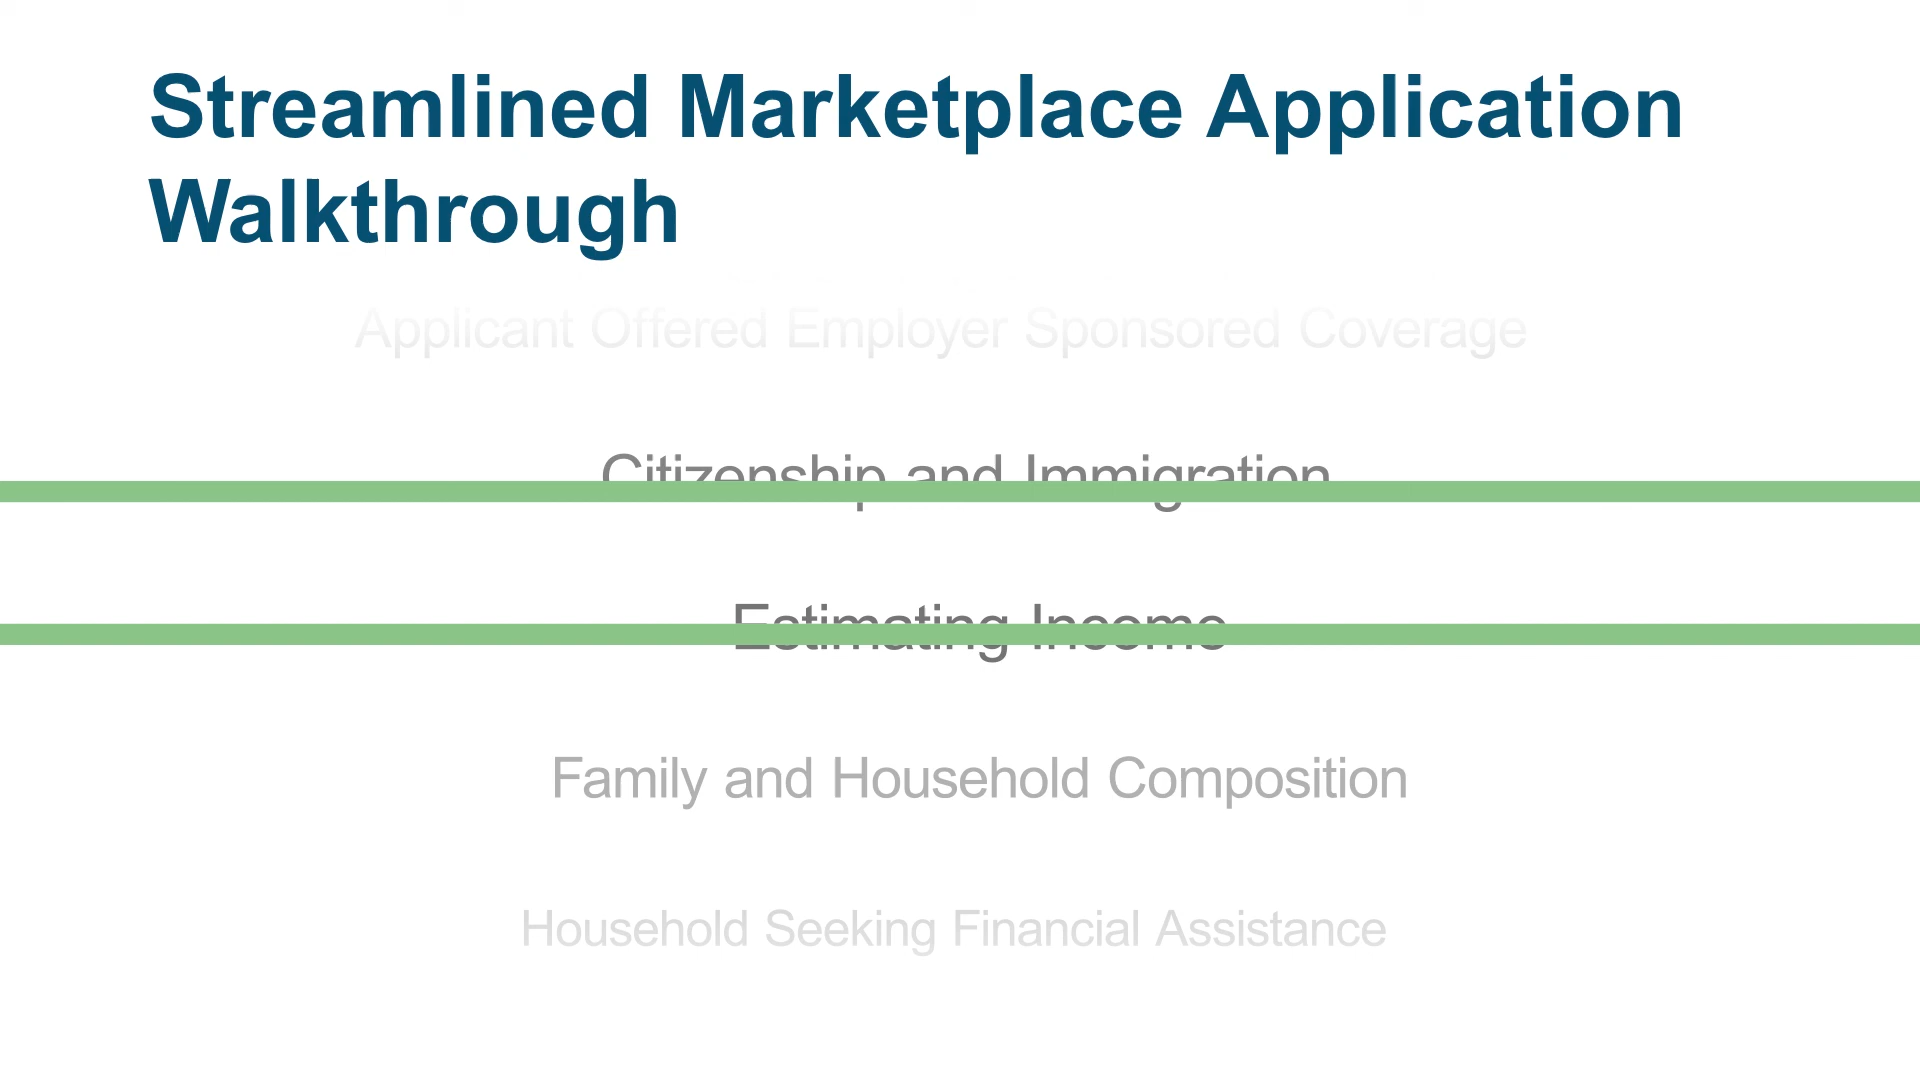 Streamlined Marketplace Application
Walkthrough
Applicant Offered Employer Sponsored Coverage
Citizenship and Immigration
Estimating Income
Family and Household Composition
Household Seeking Financial Assistance